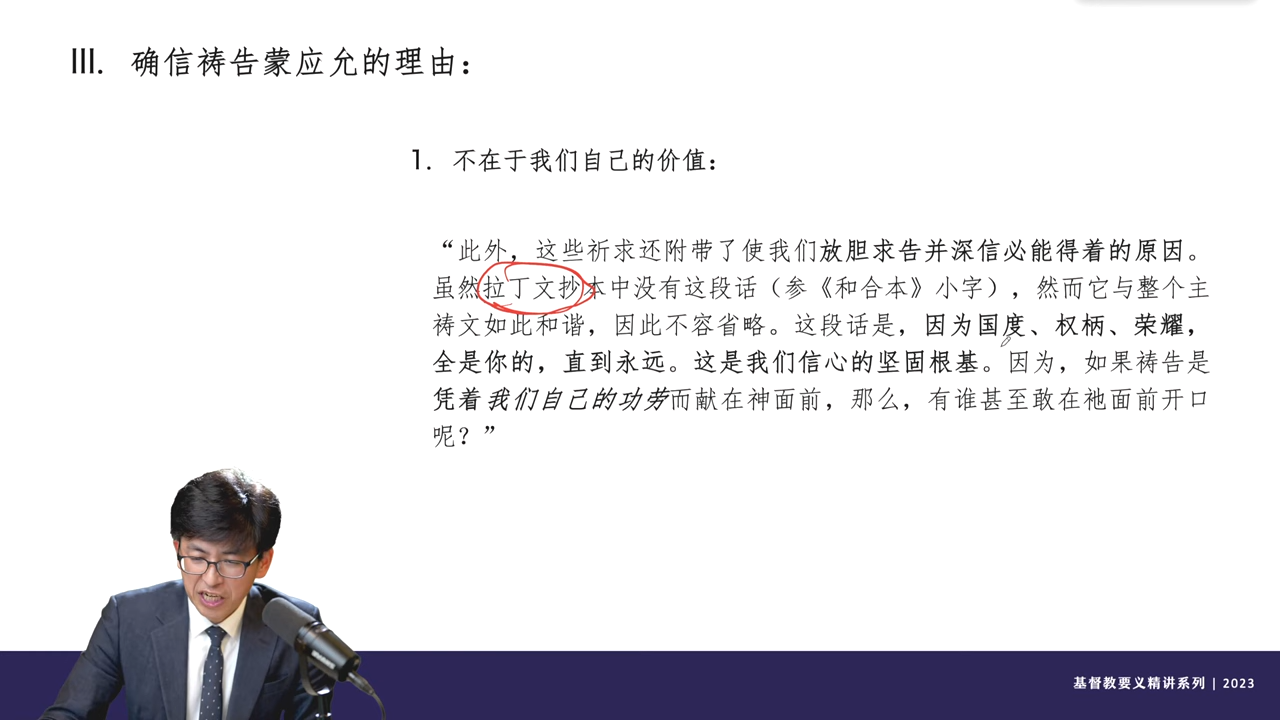 III. 确信祷告蒙应允的理由：
1. 不在于我们自己的价值：
“此外，这些祈求还附带了使我们放胆求告并深信必能得着的原因。
虽然拉丁文抄本中没有这段话（参《和合本》小字），然而它与整个主
祷文如此和谐，因此不容省略。这段话是，因为国度、权柄、荣耀，
全是你的，直到永远。这是我们信心的坚固根基。因为，如果祷告是
凭着我们自己的功劳而献在神面前，那么，有谁甚至敢在祂面前开口
呢？”
基督教要义精讲系列 | 2023